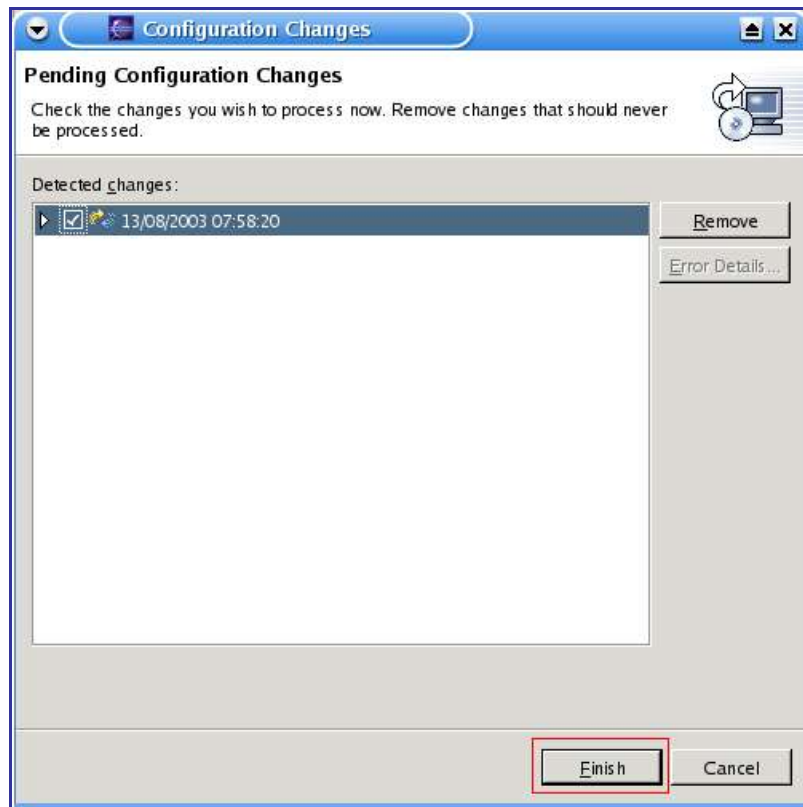 Configuration Changes
Pending Configuration Changes
Check the changes you wish to process now. Remove changes that should never
be processed.
Detected changes:
13/08/2003 07:58:20
Remove
Error Details...
Finish
Cancel